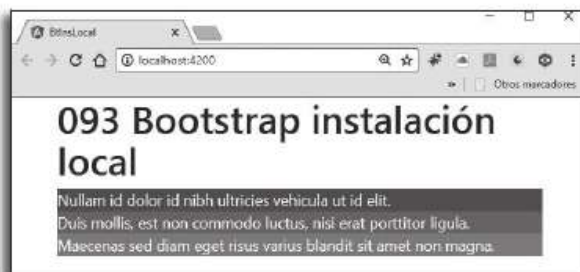 BtInsLocal
localhost:4200
Otros marcadores
093 Bootstrap instalación
local
Nullam id dolor id nibh ultricies vehicula ut id elit.
Duis mollis, est non commodo luctus, nisi erat porttitor ligula.
Maecenas sed diam eget risus varius blandit sit amet non magna.